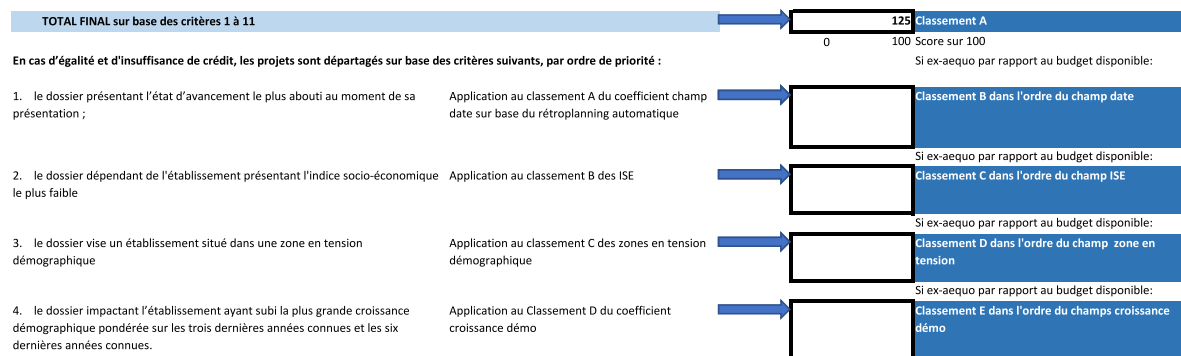 TOTAL FINAL sur base des critères 1 à 11
125 Classement A
0 100 Score sur 100
En cas d’égalité et d'insuffisance de crédit, les projets sont départagés sur base des critères suivants, par ordre de priorité :
Si ex-aequo par rapport au budget disponible:
1. le dossier présentant l’état d’avancement le plus abouti au moment de sa
présentation ;
Application au classement A du coefficient champ
date sur base du rétroplanning automatique
Classement B dans l'ordre du champ date
Si ex-aequo par rapport au budget disponible:
2. le dossier dépendant de l'établissement présentant l'indice socio-économique
le plus faible
Application au classement B des ISE
Classement C dans l'ordre du champ ISE
Si ex-aequo par rapport au budget disponible:
3. le dossier vise un établissement situé dans une zone en tension
démographique
Application au classement C des zones en tension
démographique
Classement D dans l'ordre du champ zone en
tension
Si ex-aequo par rapport au budget disponible:
4. le dossier impactant l’établissement ayant subi la plus grande croissance
démographique pondérée sur les trois dernières années connues et les six
dernières années connues.
Application au Classement D du coefficient
croissance démo
Classement E dans l'ordre du champs croissance
démo